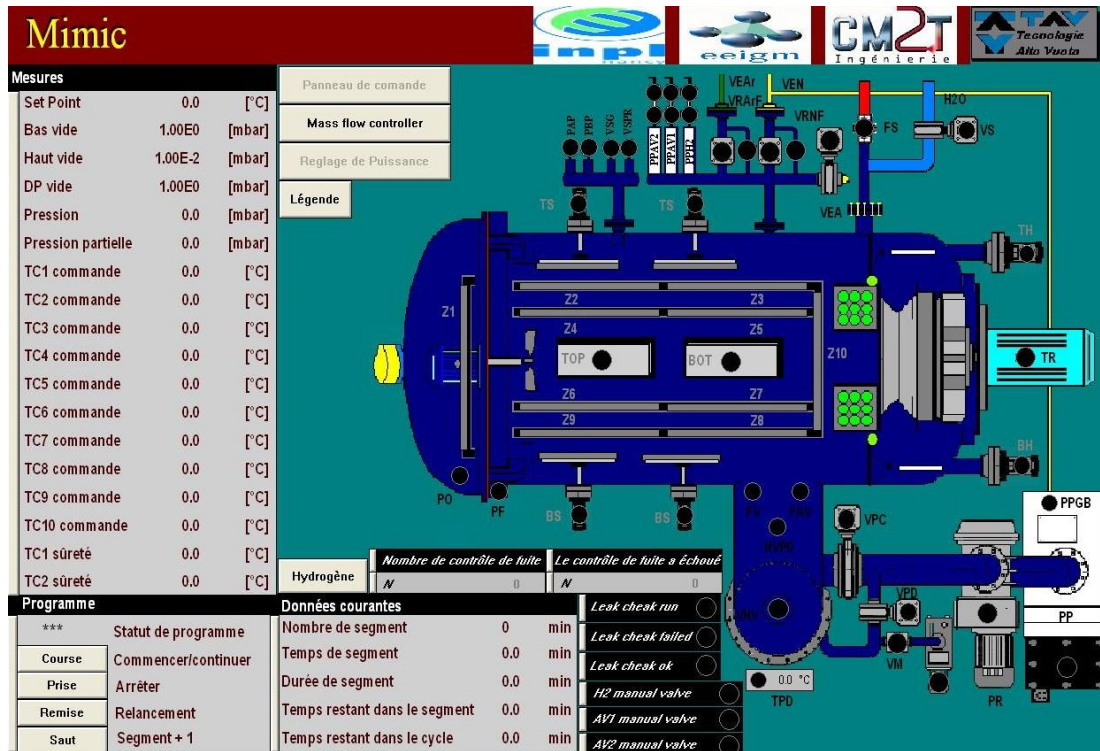 Mimic
inpl
Nancy
eeigm
CM2T
Ingénierie
TAV
Tecnologie
Alto Vuoto
Mesures
Set Point 0.0 [°C]
Bas vide 1.00E0 [mbar]
Haut vide 1.00E-2 [mbar]
DP vide 1.00E0 [mbar]
Pression 0.0 [mbar]
Pression partielle 0.0 [mbar]
TC1 commande 0.0 [°C]
TC2 commande 0.0 [°C]
TC3 commande 0.0 [°C]
TC4 commande 0.0 [°C]
TC5 commande 0.0 [°C]
TC6 commande 0.0 [°C]
TC7 commande 0.0 [°C]
TC8 commande 0.0 [°C]
TC9 commande 0.0 [°C]
TC10 commande 0.0 [°C]
TC1 sûreté 0.0 [°C]
TC2 sûreté 0.0 [°C]
Panneau de comande
Mass flow controller
Reglage de Puissance
Légende
PAP
PBP
VSG
VSPR
PPAV2
PPAV1
PPH2
VEAr
VRArF
VEN
VRNF
FS
H2O
VS
VEA
TS
TS
TH
Z1
Z2
Z3
Z4
Z5
TOP
BOT
Z10
TR
Z6
Z7
Z9
Z8
BH
PO
PF
BS
BS
FV
FAV
HVPD
VPC
PPGB
VPD
PP
VM
PR
0.0 °C
TPD
Hydrogène
Nombre de contrôle de fuite
N 0
Le contrôle de fuite a échoué
N 0
Programme
*** Statut de programme
Course Commencer/continuer
Prise Arrêter
Remise Relancement
Saut Segment + 1
Données courantes
Nombre de segment 0 min
Temps de segment 0.0 min
Durée de segment 0.0 min
Temps restant dans le segment 0.0 min
Temps restant dans le cycle 0.0 min
Leak cheak run
Leak cheak failed
Leak cheak ok
H2 manual valve
AV1 manual valve
AV2 manual valve